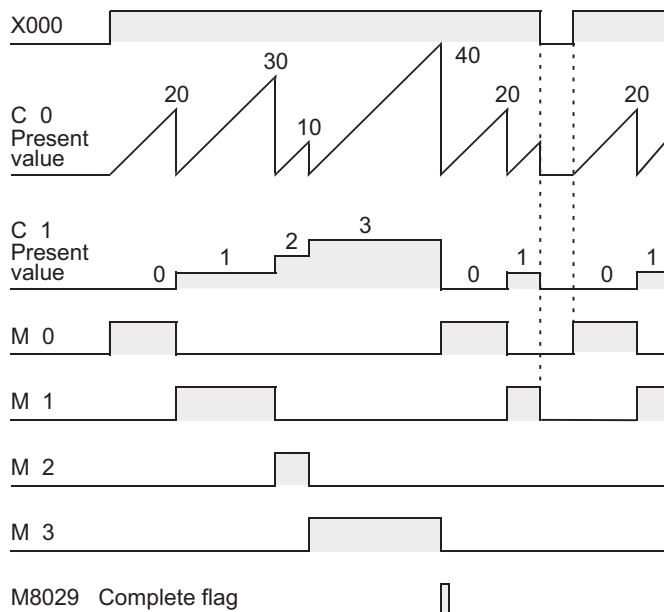 X000
30
40
20
20
20
C 0
Present
value
10
C 1
Present
value
3
2
1
1
1
0
0
0
M 0
M 1
M 2
M 3
M8029 Complete flag